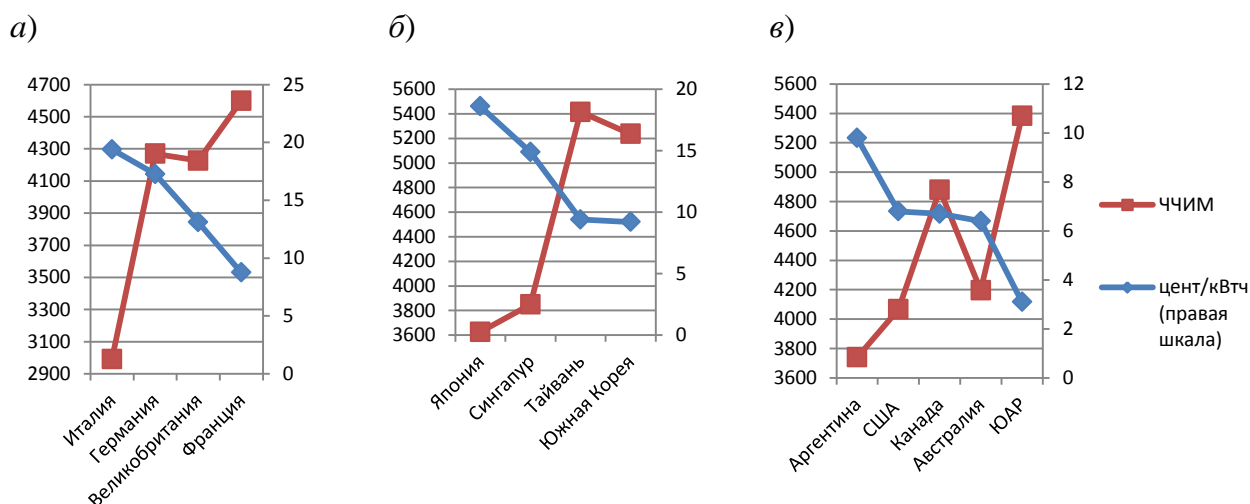 а)
4700
4500
4300
4100
3900
3700
3500
3300
3100
2900
25
20
15
10
5
0
Италия
Германия
Великобритания
Франция
б)
5600
5400
5200
5000
4800
4600
4400
4200
4000
3800
3600
20
15
10
5
0
Япония
Сингапур
Тайвань
Южная Корея
в)
5600
5400
5200
5000
4800
4600
4400
4200
4000
3800
3600
12
10
8
6
4
2
0
Аргентина
США
Канада
Австралия
ЮАР
ЧЧИМ
цент/кВтч
(правая
шкала)